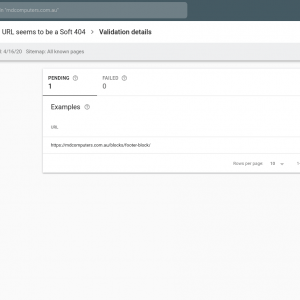 "mdcomputers.com.au/"
URL seems to be a Soft 404 > Validation details
4/16/20 Sitemap: All known pages
PENDING
FAILED
1
0
Examples
URL
https://mdcomputers.com.au/blocks/footer-block/
Rows per page 10